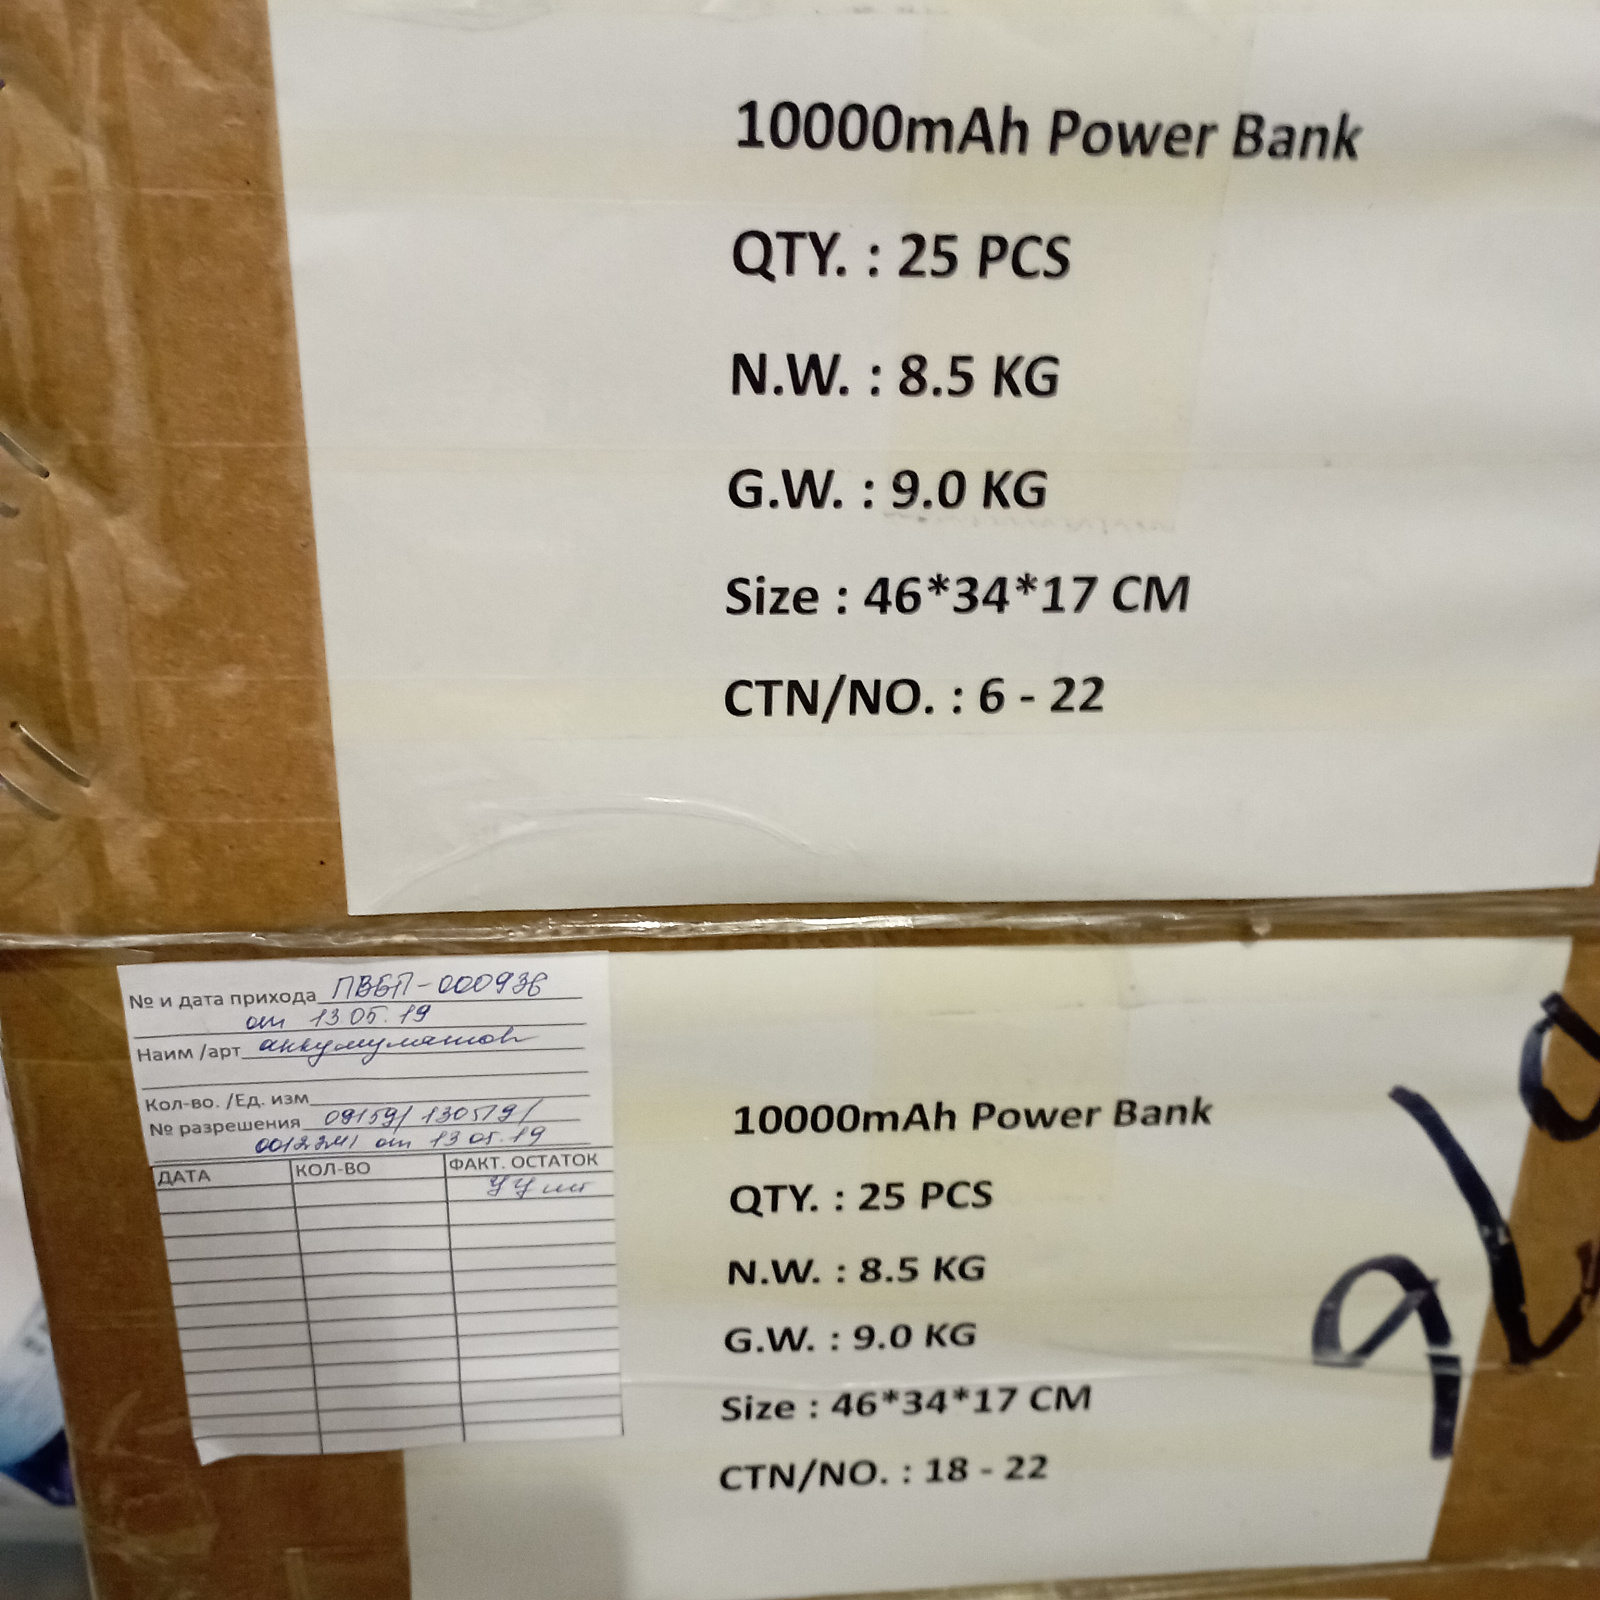 10000mAh Power Bank
QTY. : 25 PCS
N.W. : 8.5 KG
G.W. : 9.0 KG
Size : 46*34*17 CM
CTN/NO. : 6 - 22
№ и дата прихода ПВБП-000936
от 13.05.19
Наим /арт аккумулятов
Кол-во. /Ед. изм
№ разрешения 09159/130519/
от 13.05.19
ДАТА КОЛ-ВО ФАКТ. ОСТАТОК
шт
10000mAh Power Bank
QTY. : 25 PCS
N.W. : 8.5 KG
G.W. : 9.0 KG
Size : 46*34*17 CM
CTN/NO. : 18 - 22